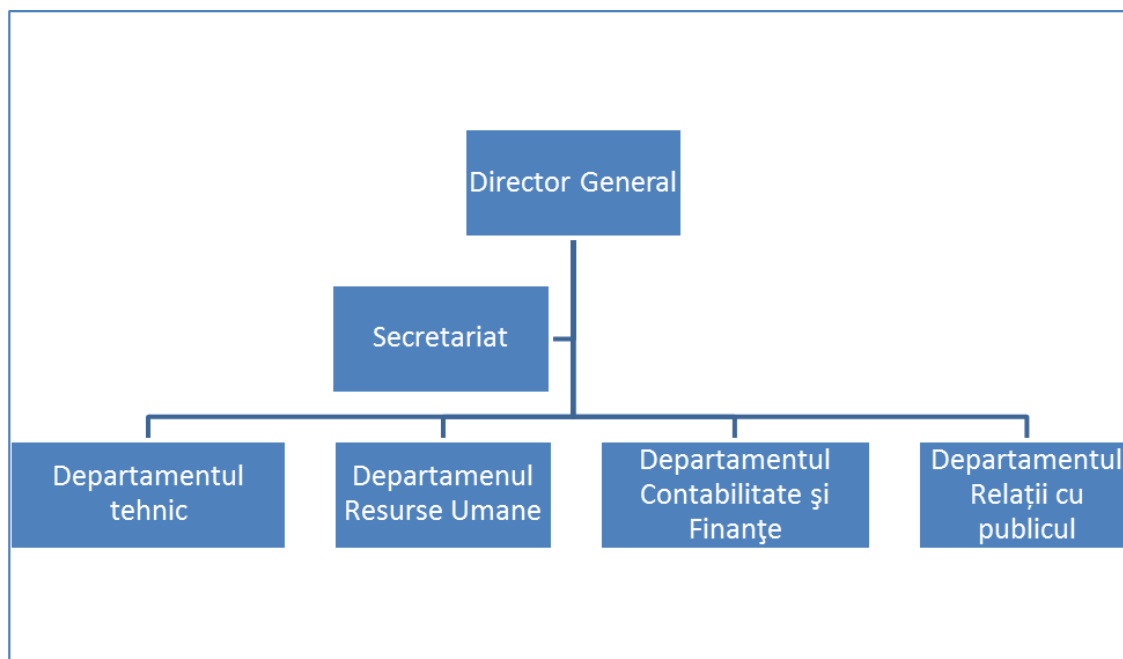 Director General
Secretariat
Departamentul
tehnic
Departamenul
Resurse Umane
Departamentul
Contabilitate şi
Finanţe
Departamentul
Relații cu
publicul